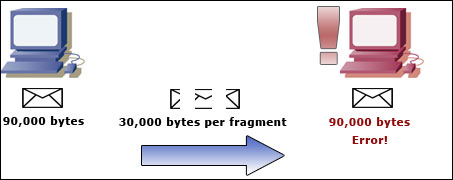 90,000 bytes
30,000 bytes per fragment
90,000 bytes
Error!